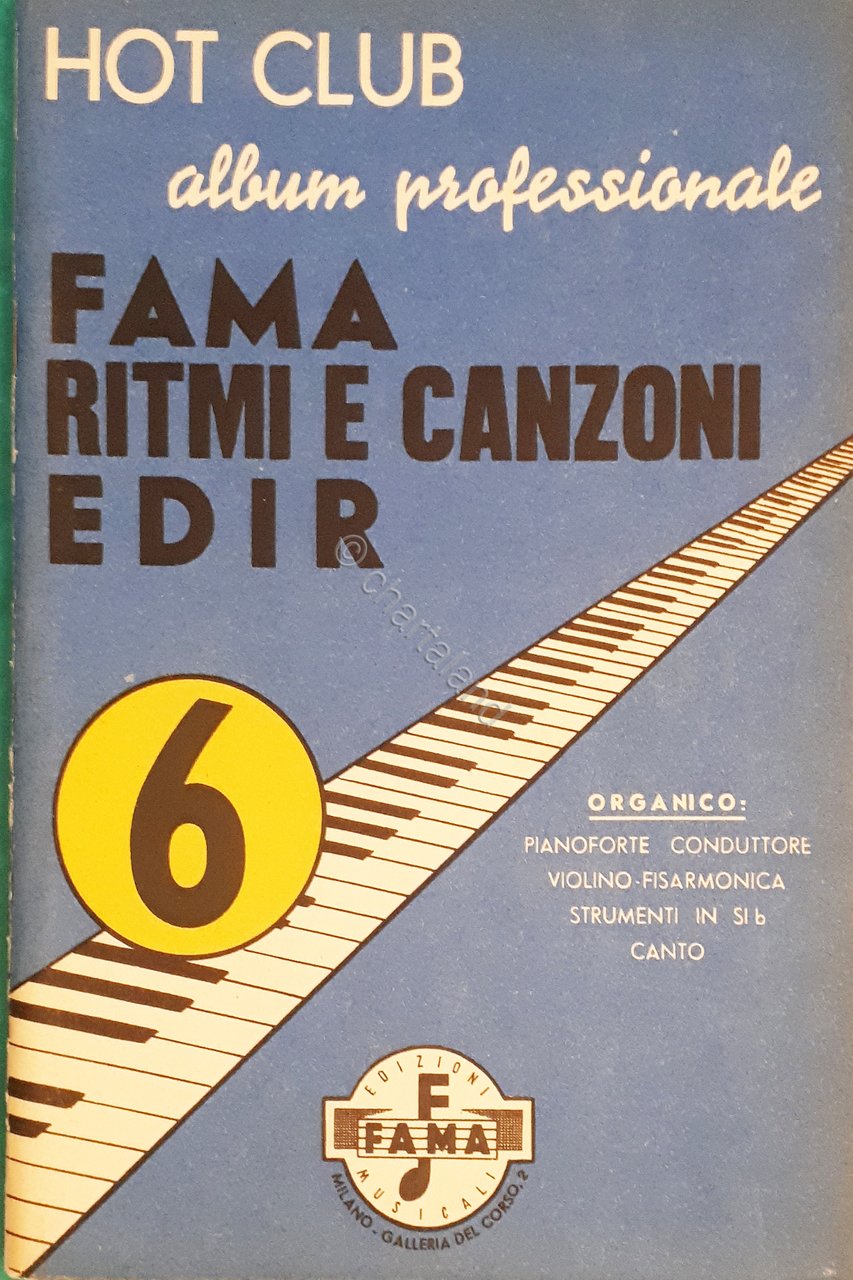 HOT CLUB
album professionale
FAMA
RITMI E CANZONI
EDIR
© chartaland
6
ORGANICO:
PIANOFORTE CONDUTTORE
VIOLINO-FISARMONICA
STRUMENTI IN SI b
CANTO
EDIZIONI
F
FAMA
MUSICALI
MILANO - GALLERIA DEL CORSO, 2